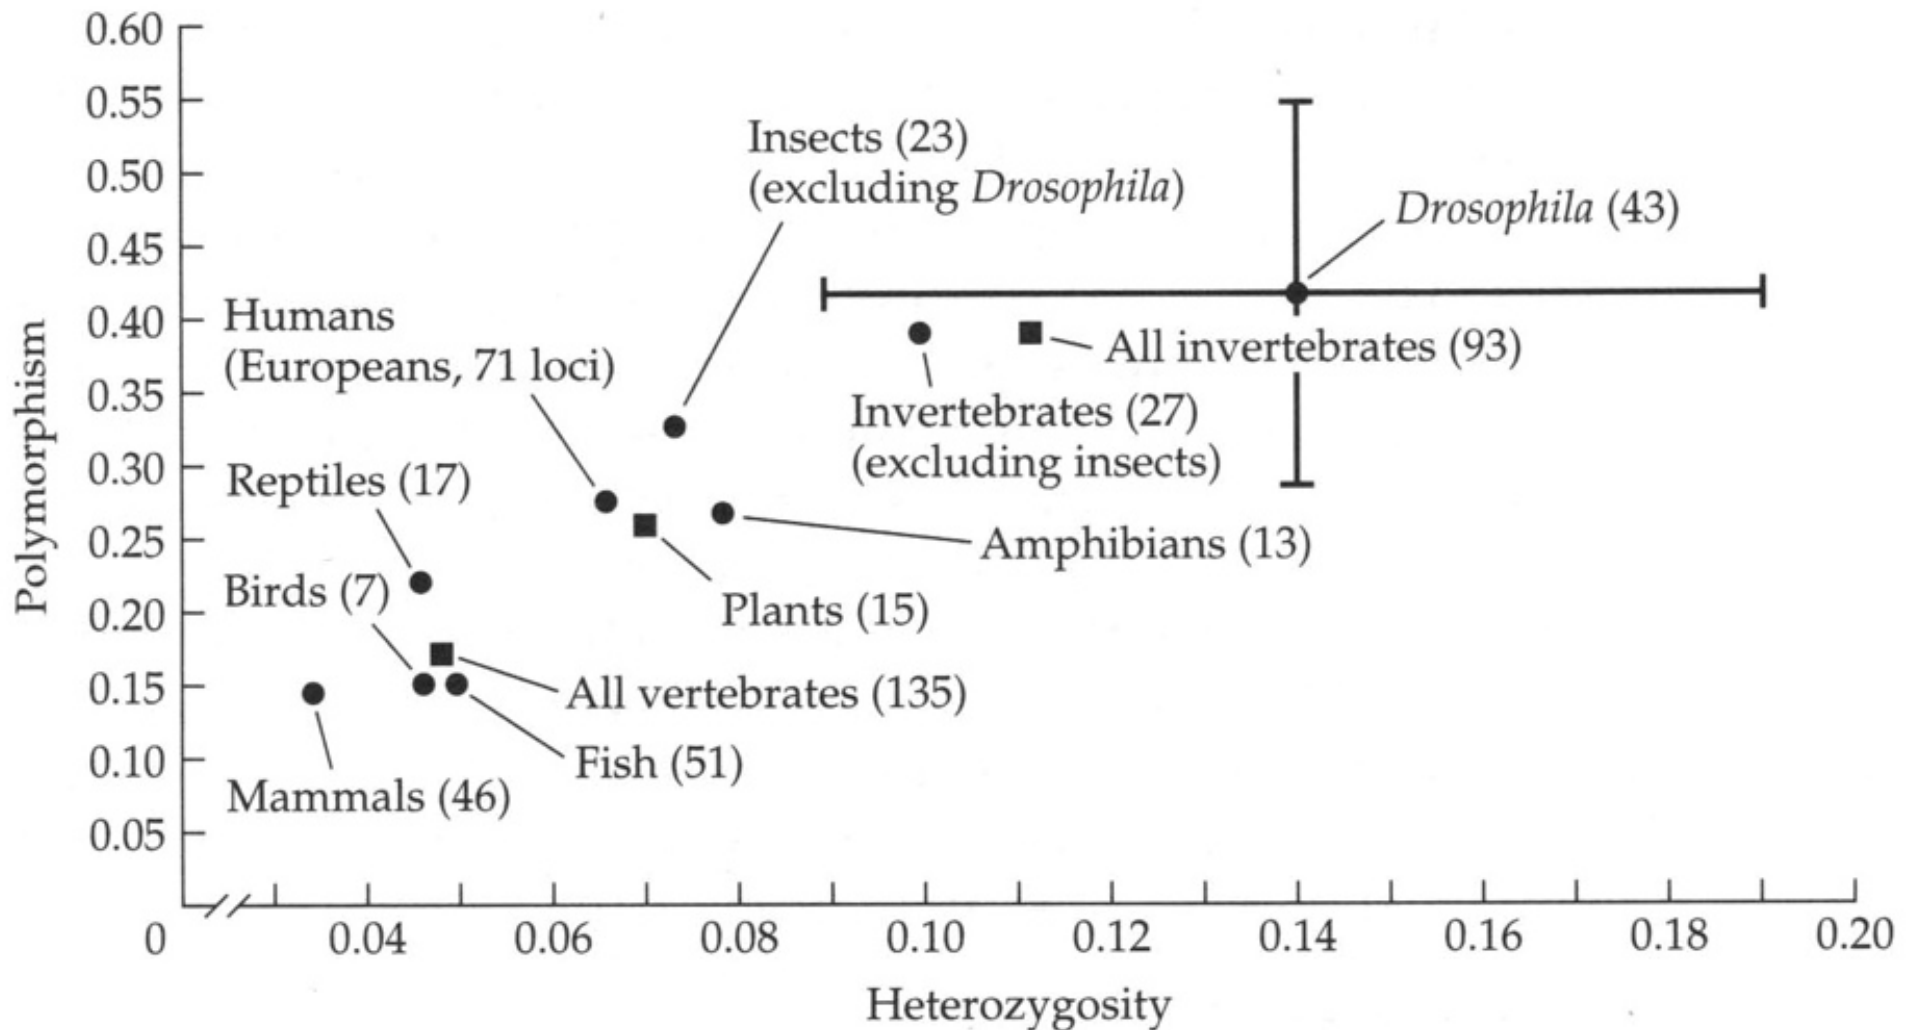 0.60
0.55
0.50
0.45
0.40
0.35
0.30
0.25
0.20
0.15
0.10
0.05
0
Polymorphism
Insects (23)
(excluding Drosophila)
Drosophila (43)
Humans
(Europeans, 71 loci)
All invertebrates (93)
Invertebrates (27)
(excluding insects)
Reptiles (17)
Amphibians (13)
Birds (7)
Plants (15)
All vertebrates (135)
Fish (51)
Mammals (46)
0.04
0.06
0.08
0.10
0.12
0.14
0.16
0.18
0.20
Heterozygosity